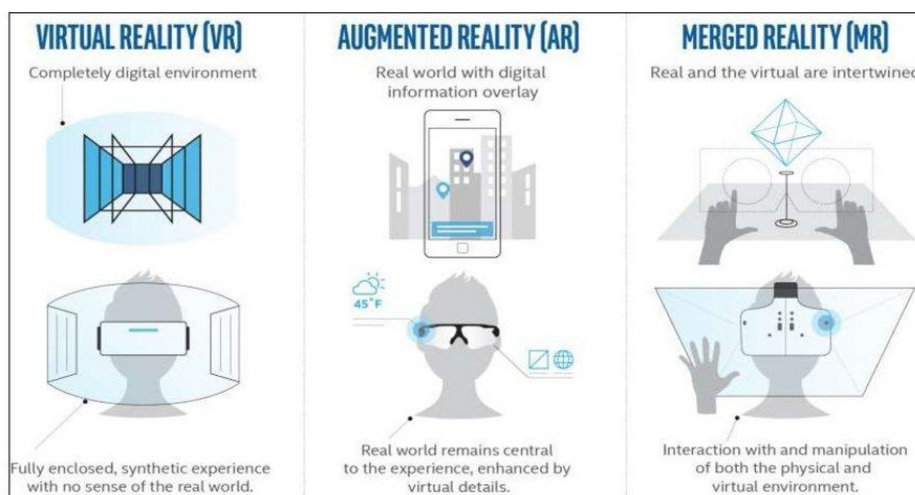 VIRTUAL REALITY (VR)
Completely digital environment
Fully enclosed, synthetic experience
with no sense of the real world.
AUGMENTED REALITY (AR)
Real world with digital
information overlay
45°F
Real world remains central
to the experience, enhanced by
virtual details.
MERGED REALITY (MR)
Real and the virtual are intertwined
Interaction with and manipulation
of both the physical and
virtual environment.